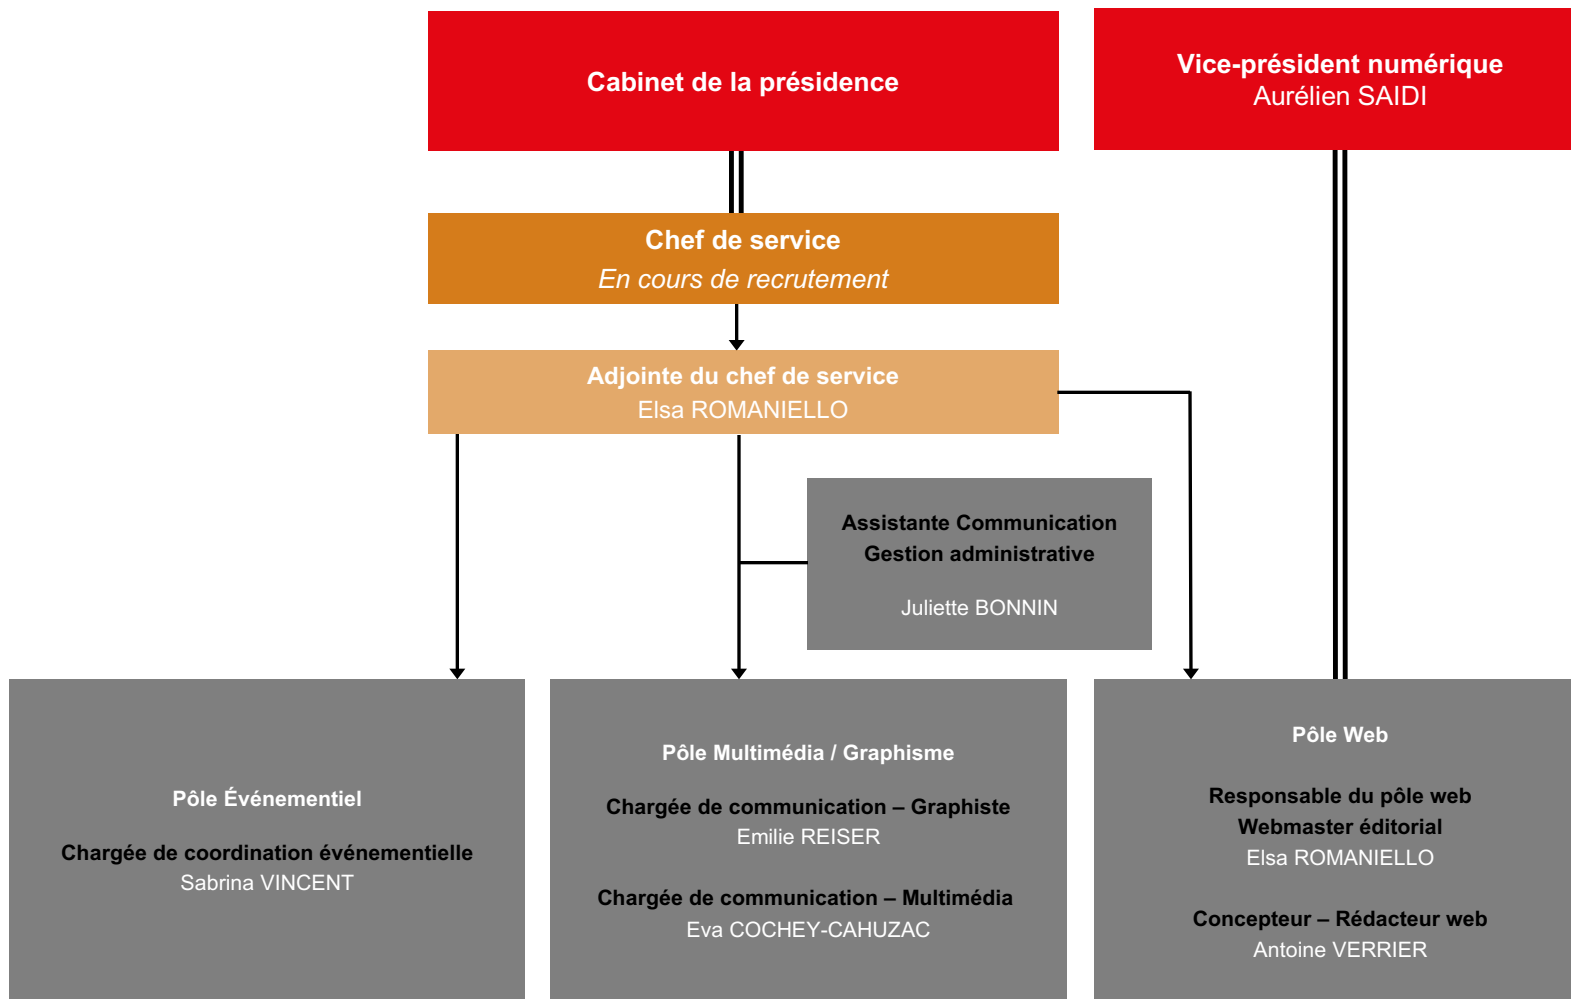 Cabinet de la présidence
Vice-président numérique
Aurélien SAIDI
Chef de service
En cours de recrutement
Adjointe du chef de service
Elsa ROMANIELLO
Assistante Communication
Gestion administrative
Juliette BONNIN
Pôle Événementiel
Chargée de coordination événementielle
Sabrina VINCENT
Pôle Multimédia / Graphisme
Chargée de communication – Graphiste
Emilie REISER
Chargée de communication – Multimédia
Eva COCHEY-CAHUZAC
Pôle Web
Responsable du pôle web
Webmaster éditorial
Elsa ROMANIELLO
Concepteur – Rédacteur web
Antoine VERRIER